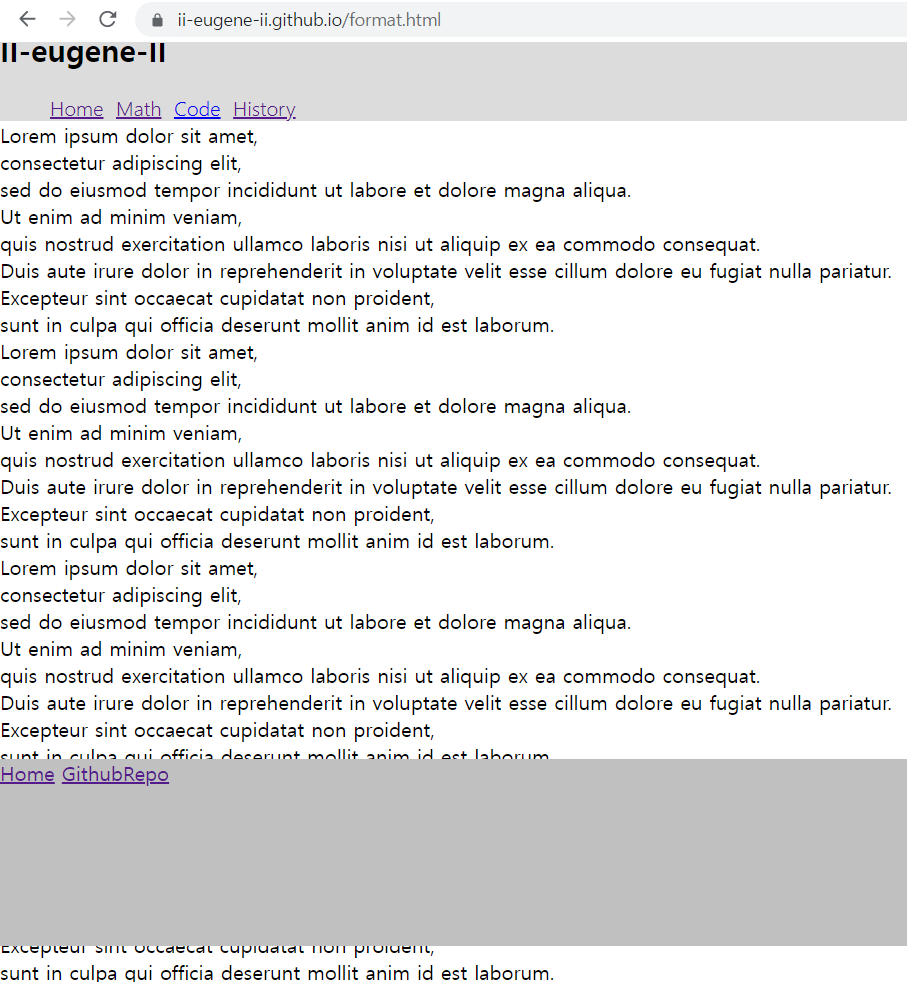 ii-eugene-ii.github.io/format.html
II-eugene-II
Home Math Code History
Lorem ipsum dolor sit amet,
consectetur adipiscing elit,
sed do eiusmod tempor incididunt ut labore et dolore magna aliqua.
Ut enim ad minim veniam,
quis nostrud exercitation ullamco laboris nisi ut aliquip ex ea commodo consequat.
Duis aute irure dolor in reprehenderit in voluptate velit esse cillum dolore eu fugiat nulla pariatur.
Excepteur sint occaecat cupidatat non proident,
sunt in culpa qui officia deserunt mollit anim id est laborum.
Lorem ipsum dolor sit amet,
consectetur adipiscing elit,
sed do eiusmod tempor incididunt ut labore et dolore magna aliqua.
Ut enim ad minim veniam,
quis nostrud exercitation ullamco laboris nisi ut aliquip ex ea commodo consequat.
Duis aute irure dolor in reprehenderit in voluptate velit esse cillum dolore eu fugiat nulla pariatur.
Excepteur sint occaecat cupidatat non proident,
sunt in culpa qui officia deserunt mollit anim id est laborum.
Lorem ipsum dolor sit amet,
consectetur adipiscing elit,
sed do eiusmod tempor incididunt ut labore et dolore magna aliqua.
Ut enim ad minim veniam,
quis nostrud exercitation ullamco laboris nisi ut aliquip ex ea commodo consequat.
Duis aute irure dolor in reprehenderit in voluptate velit esse cillum dolore eu fugiat nulla pariatur.
Excepteur sint occaecat cupidatat non proident,
sunt in culpa qui officia deserunt mollit anim id est laborum.
Home GithubRepo
Excepteur sint occaecat cupidatat non proident,
sunt in culpa qui officia deserunt mollit anim id est laborum.